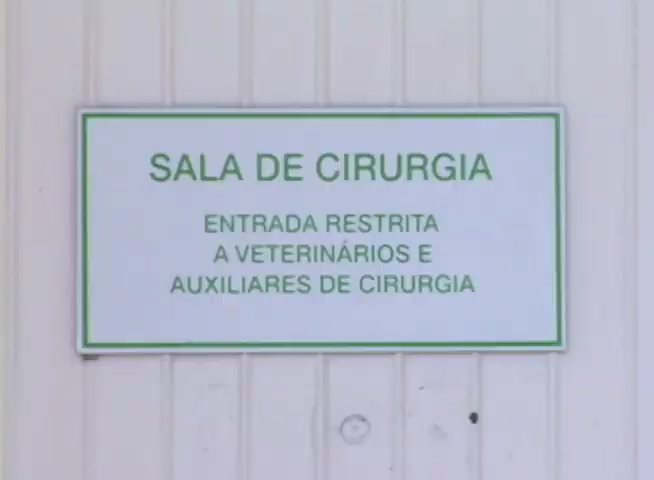 SALA DE CIRURGIA
ENTRADA RESTRITA
A VETERINÁRIOS E
AUXILIARES DE CIRURGIA